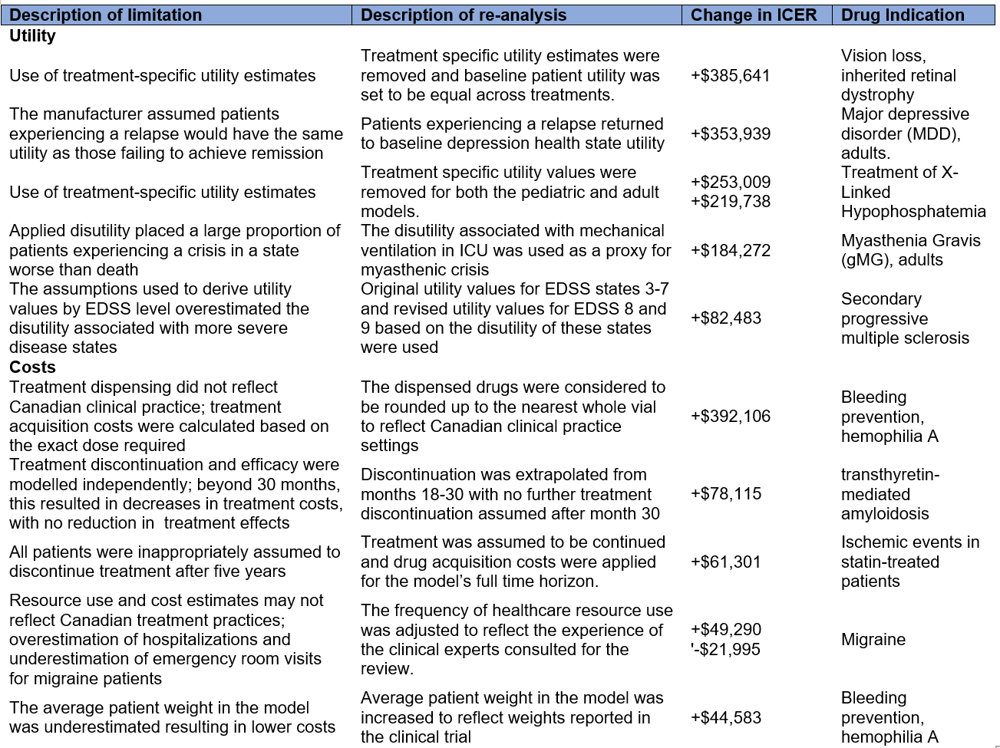 Description of limitation Description of re-analysis Change in ICER Drug Indication
Utility
Use of treatment-specific utility estimates
Treatment specific utility estimates were
removed and baseline patient utility was
set to be equal across treatments.
+$385,641
Vision loss,
inherited retinal
dystrophy
The manufacturer assumed patients
experiencing a relapse would have the same
utility as those failing to achieve remission
Patients experiencing a relapse returned
to baseline depression health state utility
+$353,939
Major depressive
disorder (MDD),
adults.
Use of treatment-specific utility estimates
Treatment specific utility values were
removed for both the pediatric and adult
models.
+$253,009
+$219,738
Treatment of X-
Linked
Hypophosphatemia
Applied disutility placed a large proportion of
patients experiencing a crisis in a state
worse than death
The disutility associated with mechanical
ventilation in ICU was used as a proxy for
myasthenic crisis
+$184,272
Myasthenia Gravis
(gMG), adults
The assumptions used to derive utility
values by EDSS level overestimated the
disutility associated with more severe
disease states
Original utility values for EDSS states 3-7
and revised utility values for EDSS 8 and
9 based on the disutility of these states
were used
+$82,483
Secondary
progressive
multiple sclerosis
Costs
Treatment dispensing did not reflect
Canadian clinical practice; treatment
acquisition costs were calculated based on
the exact dose required
The dispensed drugs were considered to
be rounded up to the nearest whole vial
to reflect Canadian clinical practice
settings
+$392,106
Bleeding
prevention,
hemophilia A
Treatment discontinuation and efficacy were
modelled independently; beyond 30 months,
this resulted in decreases in treatment costs,
with no reduction in  treatment effects
Discontinuation was extrapolated from
months 18-30 with no further treatment
discontinuation assumed after month 30
+$78,115
transthyretin-
mediated
amyloidosis
All patients were inappropriately assumed to
discontinue treatment after five years
Treatment was assumed to be continued
and drug acquisition costs were applied
for the model’s full time horizon.
+$61,301
Ischemic events in
statin-treated
patients
Resource use and cost estimates may not
reflect Canadian treatment practices;
overestimation of hospitalizations and
underestimation of emergency room visits
for migraine patients
The frequency of healthcare resource use
was adjusted to reflect the experience of
the clinical experts consulted for the
review.
+$49,290
'-$21,995
Migraine
The average patient weight in the model
was underestimated resulting in lower costs
Average patient weight in the model was
increased to reflect weights reported in
the clinical trial
+$44,583
Bleeding
prevention,
hemophilia A